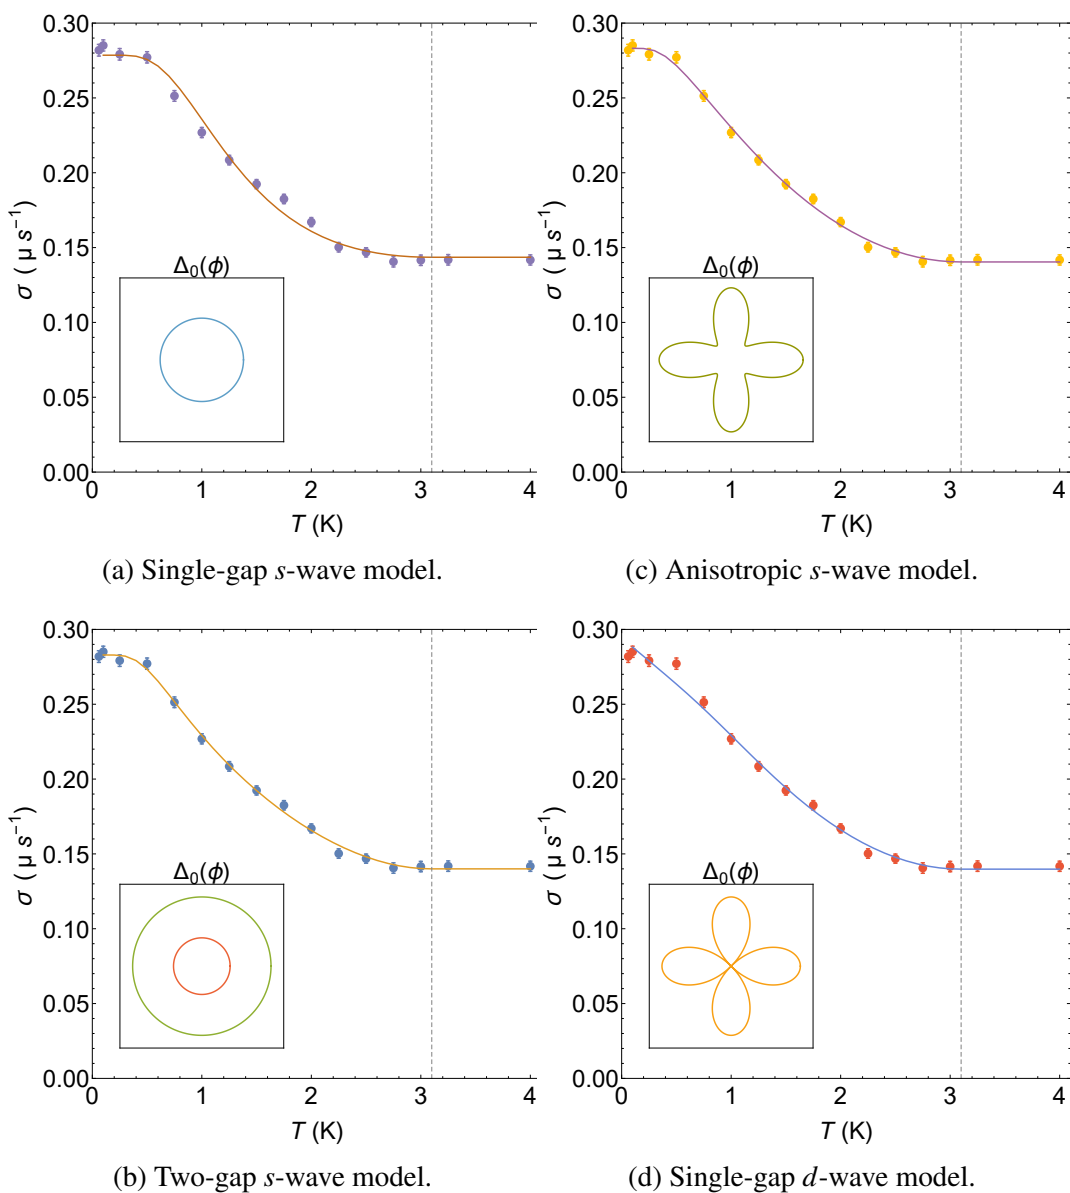 0.30
0.25
0.20
0.15
0.10
0.05
0.00
σ ( μ s⁻¹)
Δ₀(ϕ)
0 1 2 3 4
T (K)
(a) Single-gap s-wave model.
0.30
0.25
0.20
0.15
0.10
0.05
0.00
σ ( μ s⁻¹)
Δ₀(ϕ)
0 1 2 3 4
T (K)
(c) Anisotropic s-wave model.
0.30
0.25
0.20
0.15
0.10
0.05
0.00
σ ( μ s⁻¹)
Δ₀(ϕ)
0 1 2 3 4
T (K)
(b) Two-gap s-wave model.
0.30
0.25
0.20
0.15
0.10
0.05
0.00
σ ( μ s⁻¹)
Δ₀(ϕ)
0 1 2 3 4
T (K)
(d) Single-gap d-wave model.